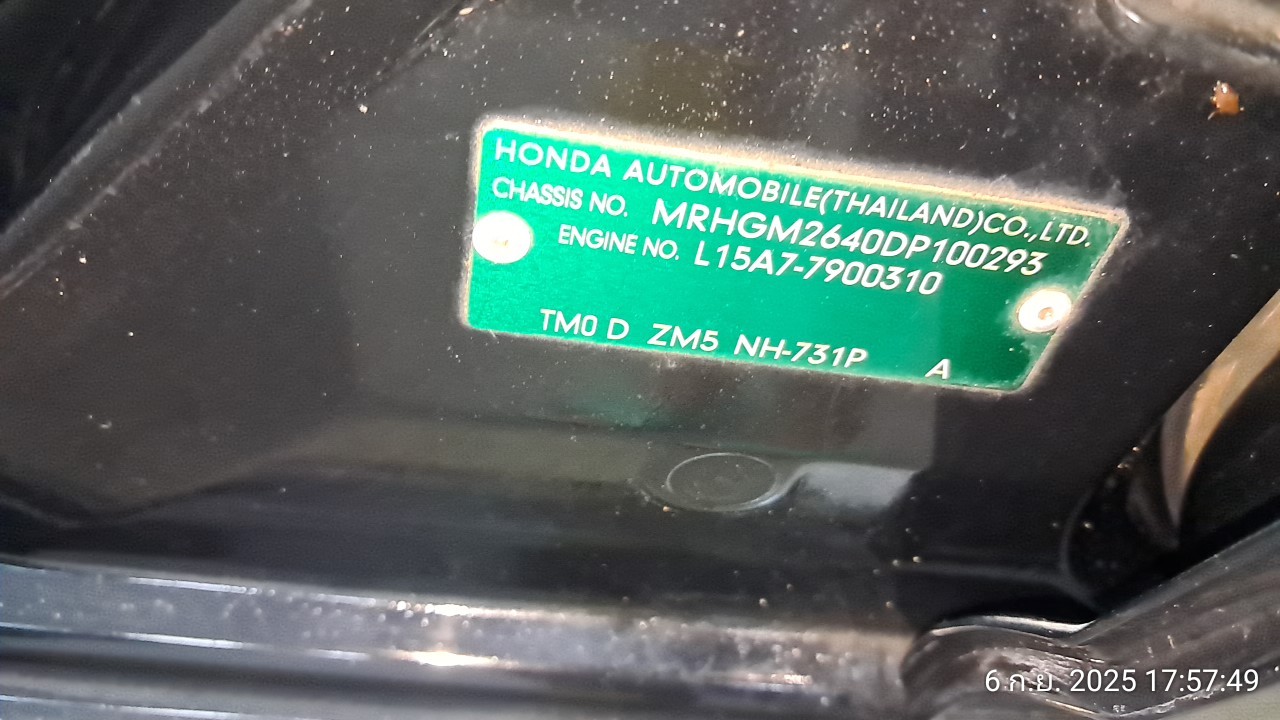 HONDA AUTOMOBILE(THAILAND)CO.,LTD.
CHASSIS NO. MRHGM2640DP100293
ENGINE NO. L15A7-7900310
TM0 D ZM5 NH-731P A
6 ก.ย. 2025 17:57:49